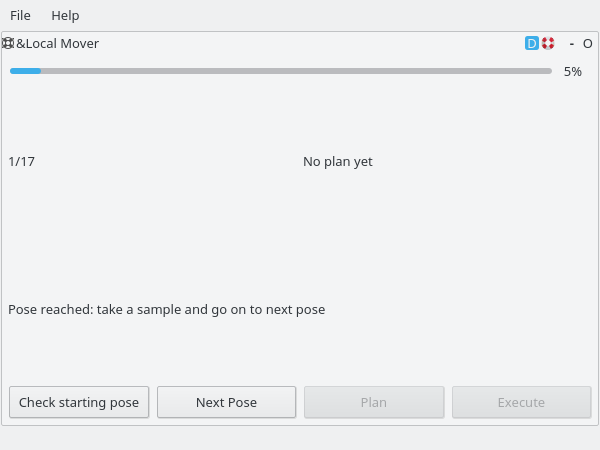 File Help
&Local Mover D - O
5%
1/17 No plan yet
Pose reached: take a sample and go on to next pose
Check starting pose Next Pose Plan Execute